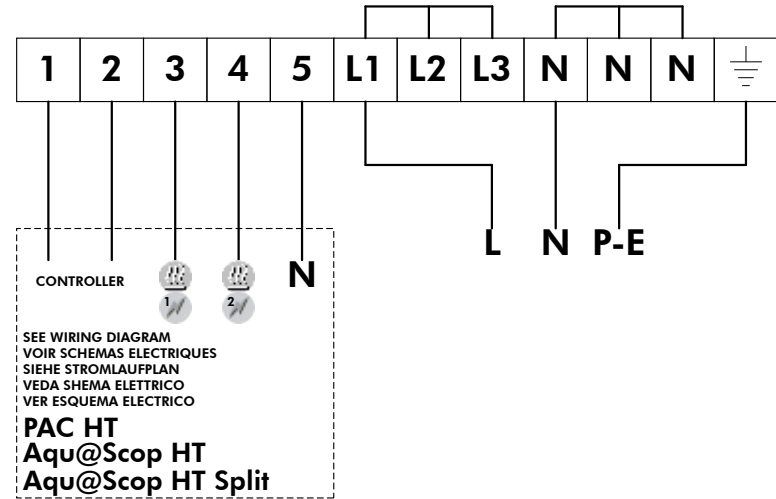 1 2 3 4 5 L1 L2 L3 N N N
L N P-E
CONTROLLER N
1 2
SEE WIRING DIAGRAM
VOIR SCHEMAS ELECTRIQUES
SIEHE STROMLAUFPLAN
VEDA SHEMA ELETTRICO
VER ESQUEMA ELECTRICO
PAC HT
Aqu@Scop HT
Aqu@Scop HT Split